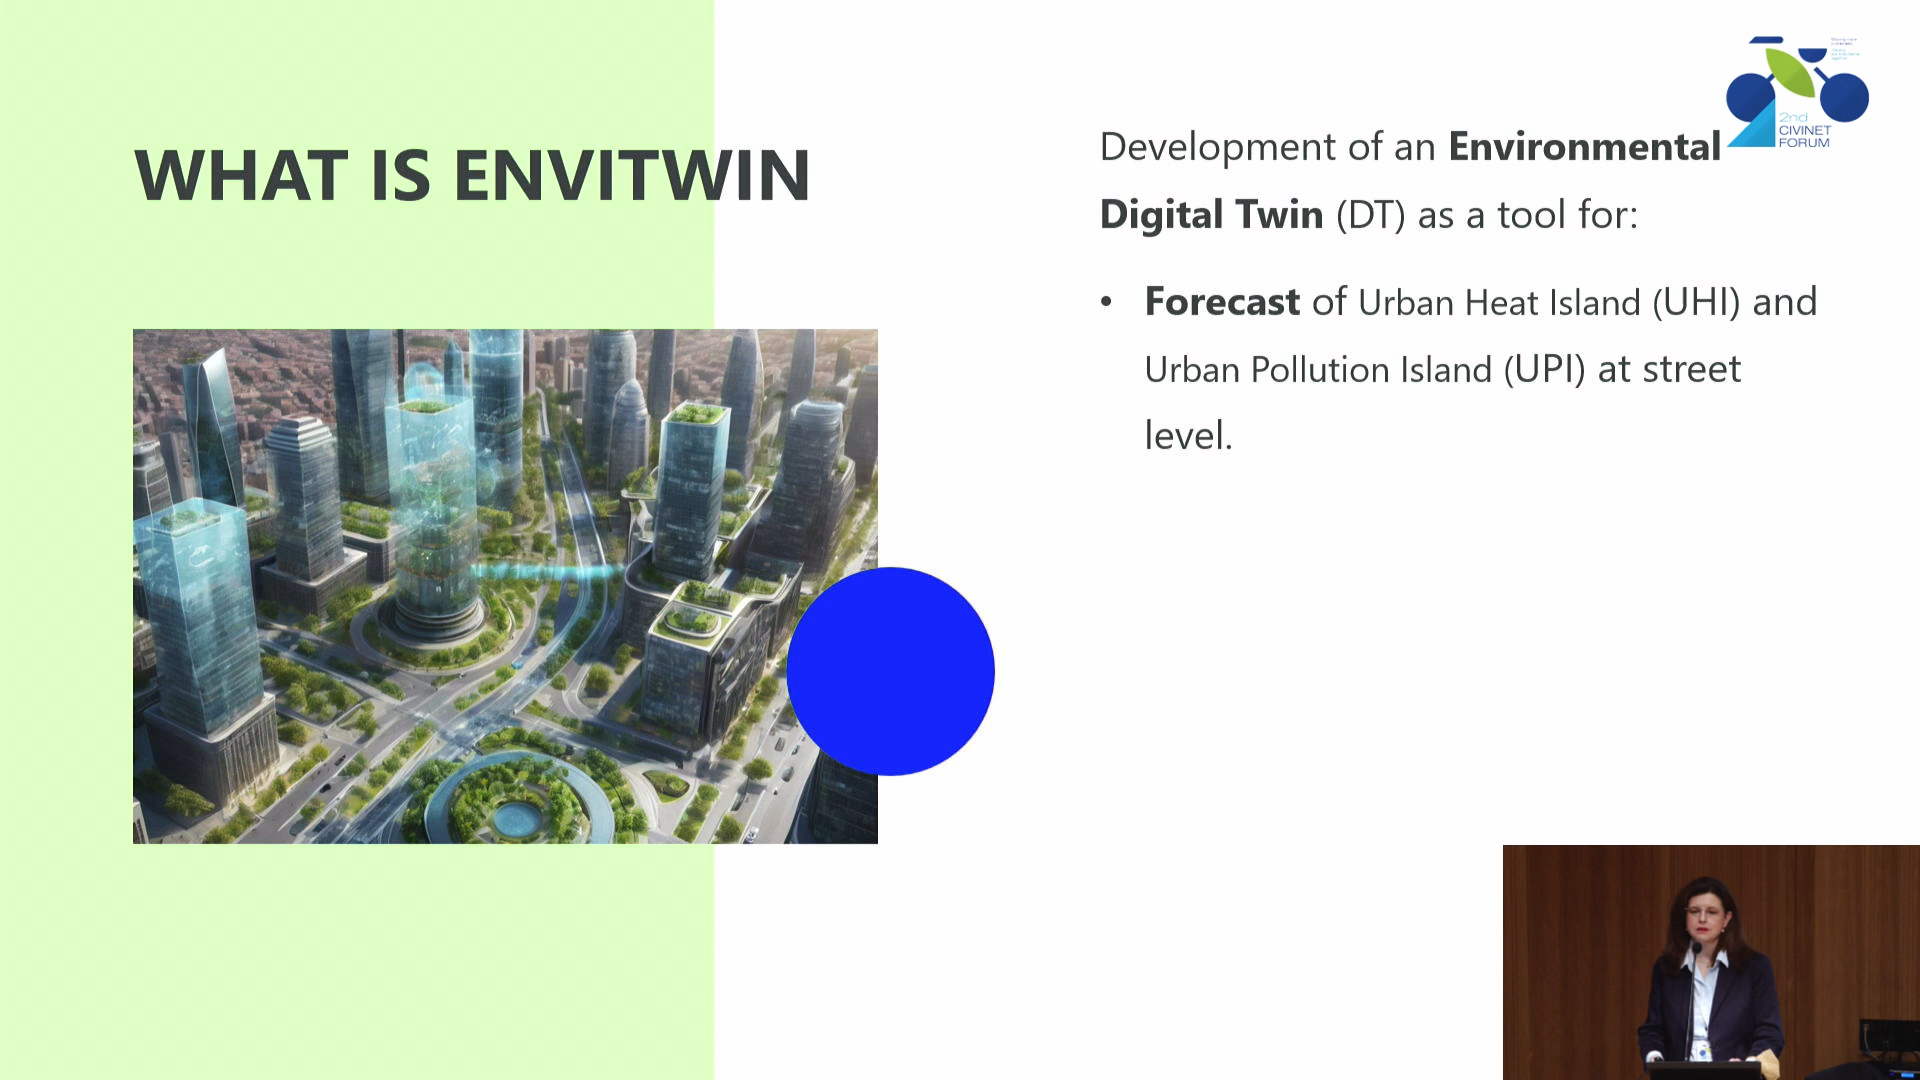 WHAT IS ENVITWIN
Development of an Environmental
Digital Twin (DT) as a tool for:
• Forecast of Urban Heat Island (UHI) and
Urban Pollution Island (UPI) at street
level.
2nd
CIVINET
FORUM